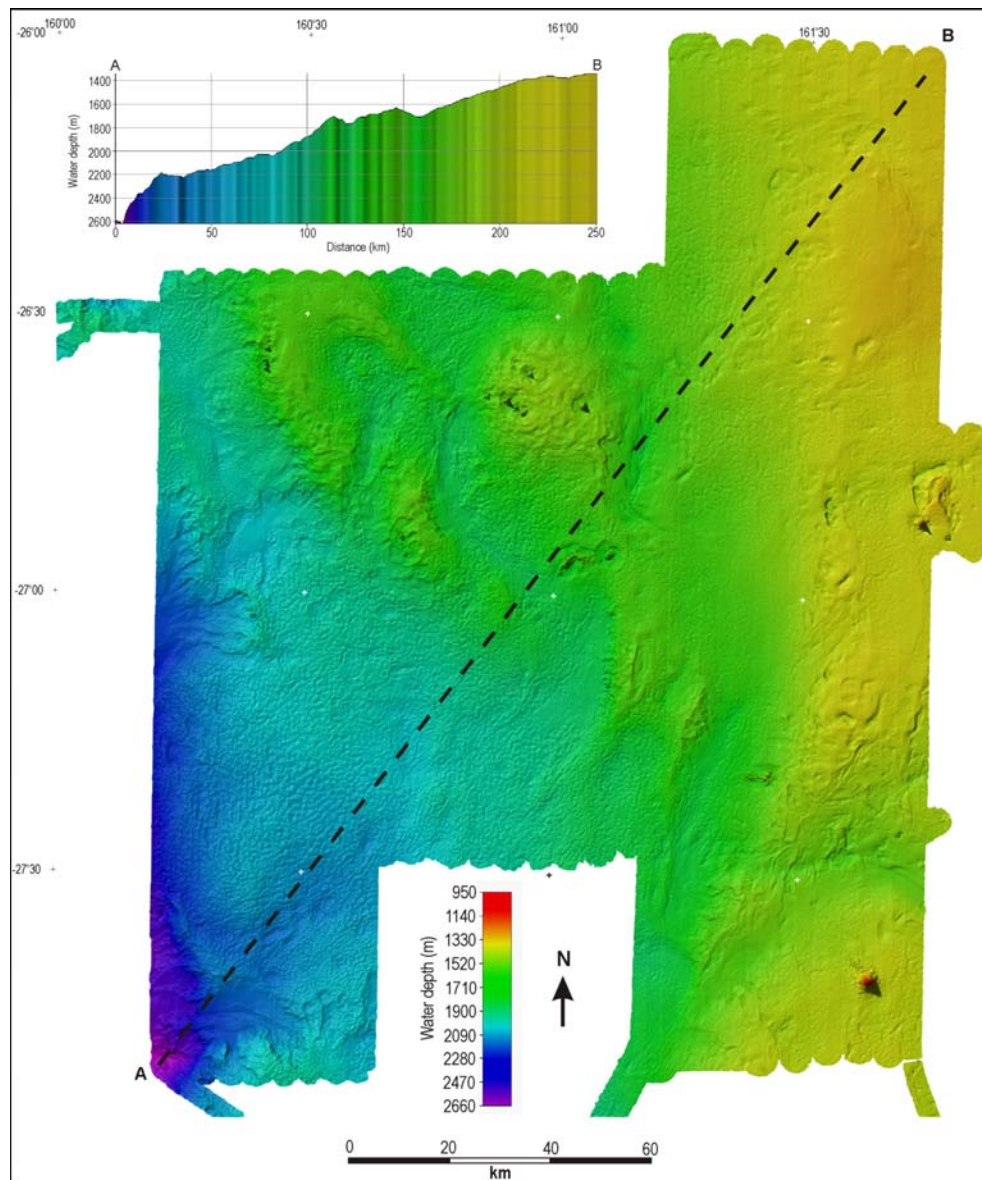 160°00' 160°30' 161°00' 161°30'
-26°00'
A B
Water depth (m)
1400
1600
1800
2000
2200
2400
2600
0 50 100 150 200 250
Distance (km)
B
-26°30'
-27°00'
-27°30'
A
Water depth (m)
950
1140
1330
1520
1710
1900
2090
2280
2470
2660
N
0 20 40 60
km